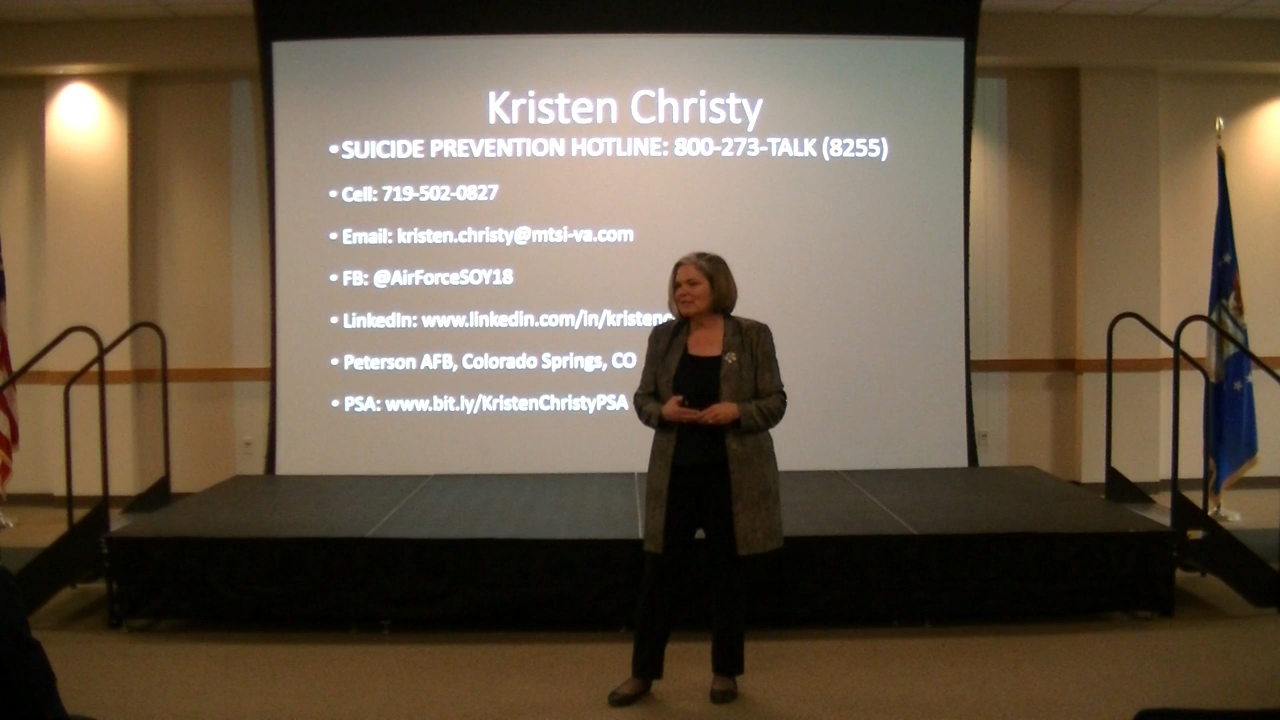 Kristen Christy
• SUICIDE PREVENTION HOTLINE: 800-273-TALK (8255)
• Cell: 719-502-0827
• Email: kristen.christy@mtsi-va.com
• FB: @AirForceSOY18
• LinkedIn: www.linkedin.com/in/kristenc
• Peterson AFB, Colorado Springs, CO
• PSA: www.bit.ly/KristenChristyPSA